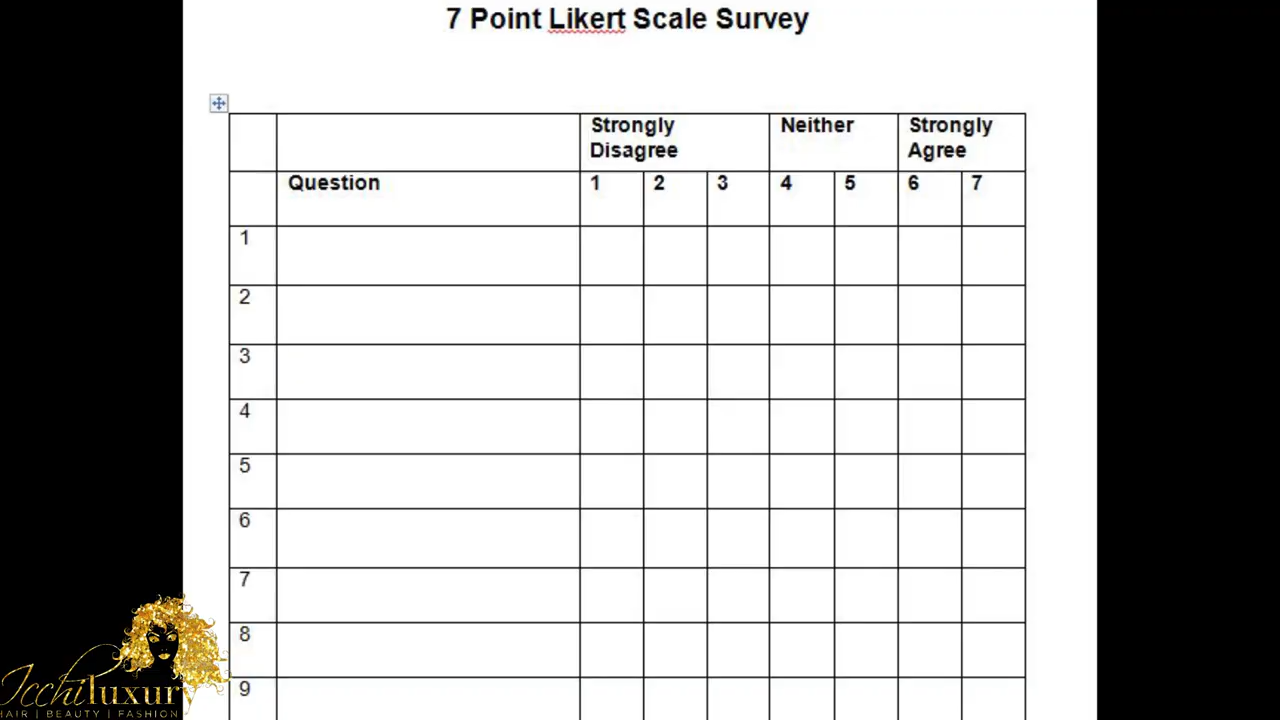 7 Point Likert Scale Survey
Strongly Disagree Neither Strongly Agree
Question 1 2 3 4 5 6 7
1
2
3
4
5
6
7
8
9
Icchiluxury
HAIR | BEAUTY | FASHION